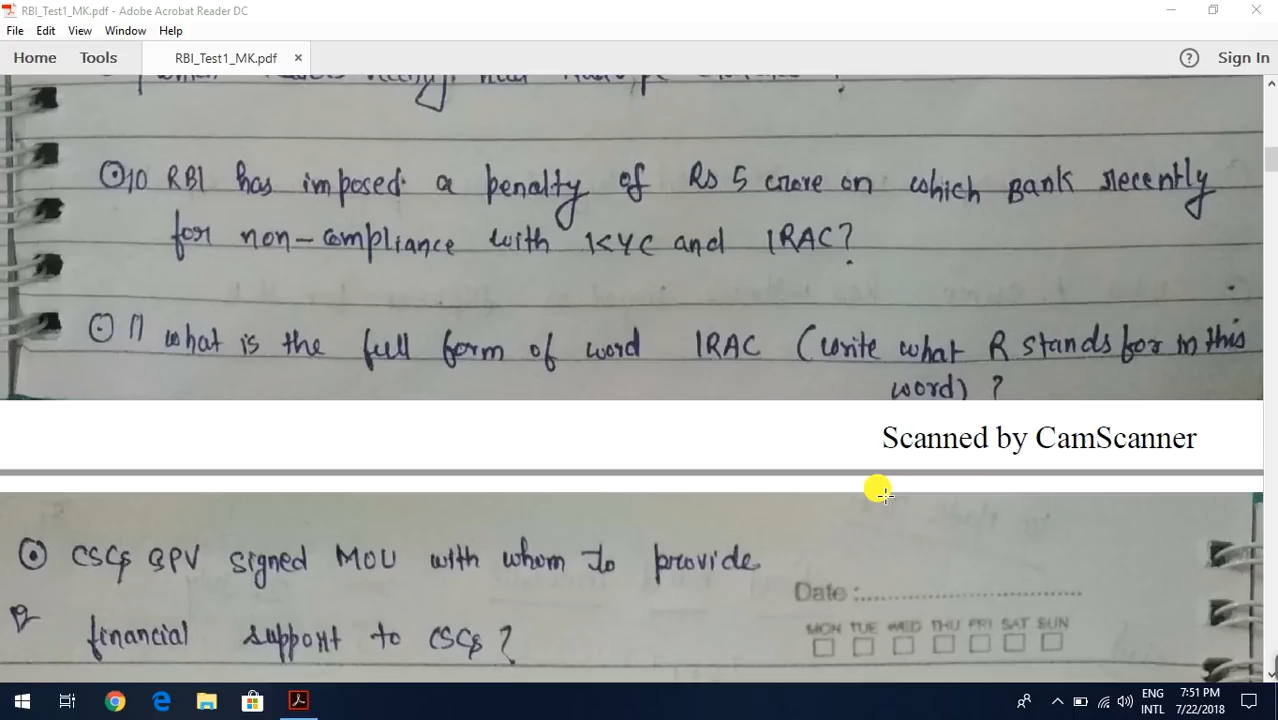 RBI_Test1_MK.pdf - Adobe Acrobat Reader DC
File Edit View Window Help
Home Tools RBI_Test1_MK.pdf × ? Sign In
10 RBI has imposed a penalty of Rs 5 crore on which Bank recently
for non-compliance with KYC and IRAC?
11 what is the full form of word IRAC (write what R stands for in this
word) ?
Scanned by CamScanner
CSCs SPV signed MOU with whom to provide
financial support to CSCs ?
Date :
MON TUE WED THU FRI SAT SUN
ENG 7:51 PM
INTL 7/22/2018